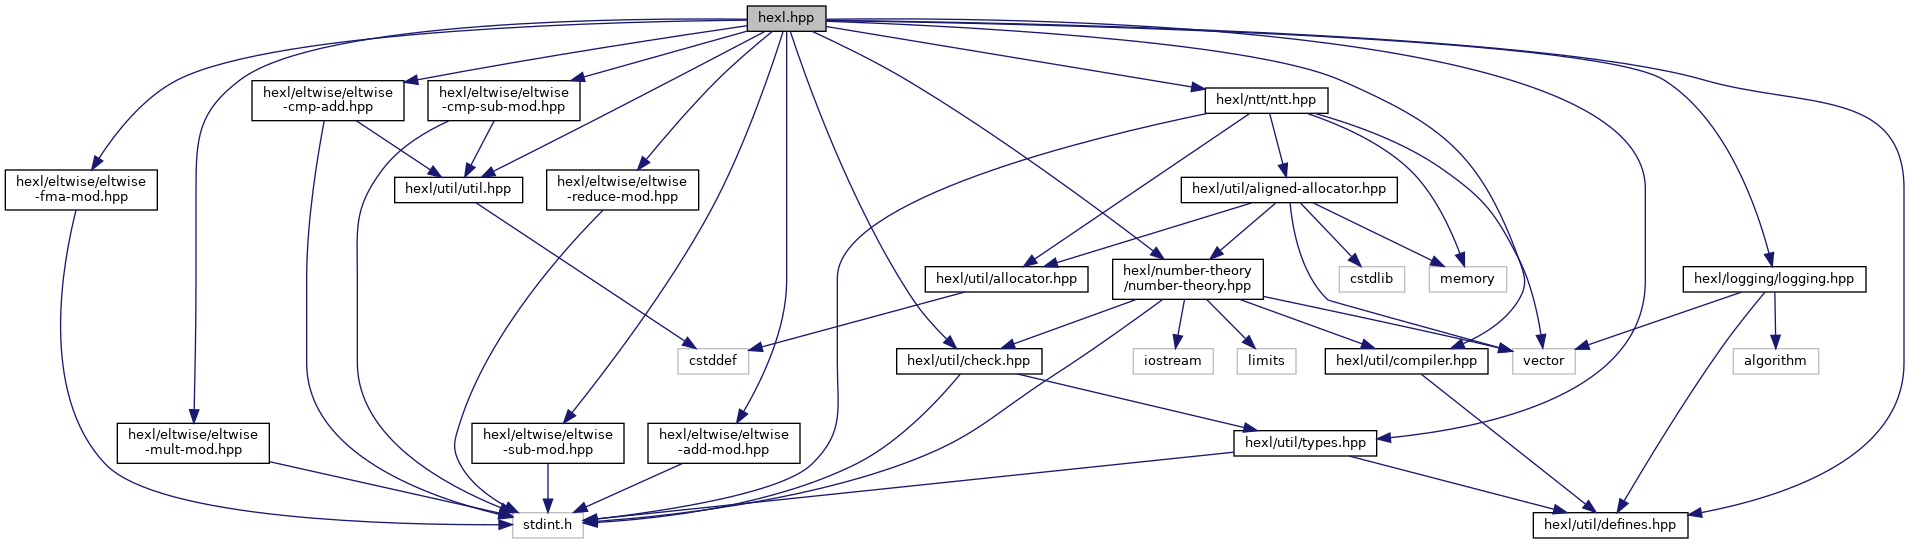 hexl.hpp
hexl/eltwise/eltwise
-cmp-add.hpp
hexl/eltwise/eltwise
-cmp-sub-mod.hpp
hexl/ntt/ntt.hpp
hexl/eltwise/eltwise
-fma-mod.hpp
hexl/util/util.hpp
hexl/eltwise/eltwise
-reduce-mod.hpp
hexl/util/aligned-allocator.hpp
hexl/util/allocator.hpp
hexl/number-theory
/number-theory.hpp
cstdlib
memory
hexl/logging/logging.hpp
cstddef
hexl/util/check.hpp
iostream
limits
hexl/util/compiler.hpp
vector
algorithm
hexl/eltwise/eltwise
-mult-mod.hpp
hexl/eltwise/eltwise
-sub-mod.hpp
hexl/eltwise/eltwise
-add-mod.hpp
hexl/util/types.hpp
stdint.h
hexl/util/defines.hpp